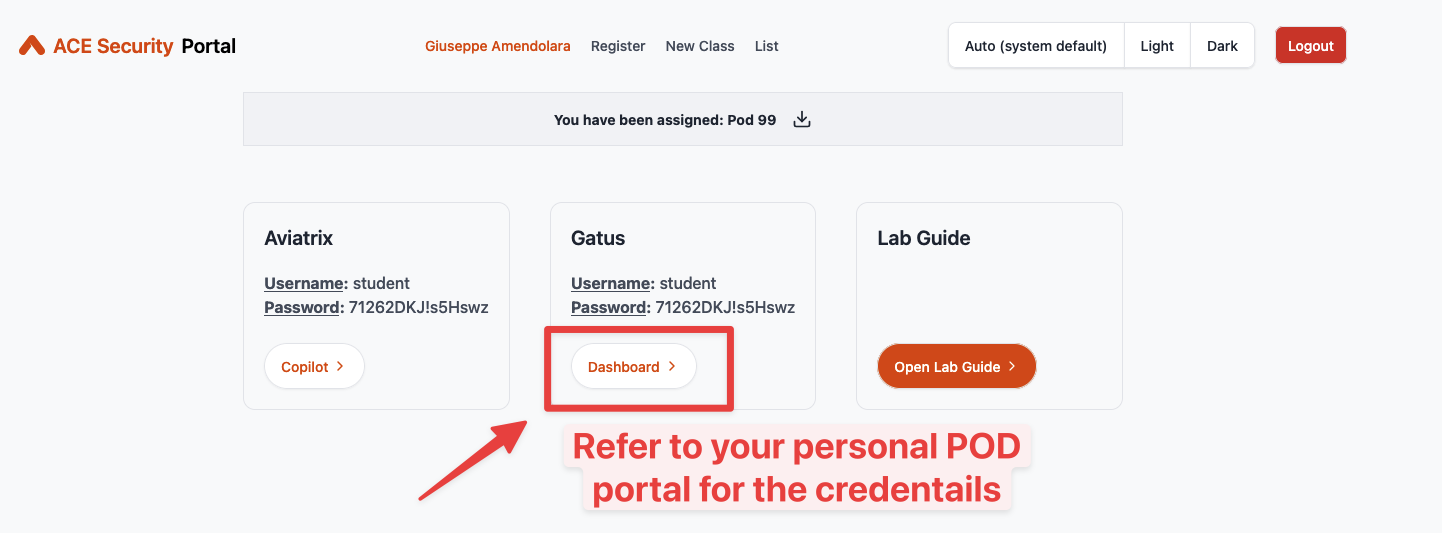 ACE Security Portal
Giuseppe Amendolara Register New Class List
Auto (system default) Light Dark
Logout
You have been assigned: Pod 99
Aviatrix
Username: student
Password: 71262DKJ!s5Hswz
Copilot
Gatus
Username: student
Password: 71262DKJ!s5Hswz
Dashboard
Lab Guide
Open Lab Guide
Refer to your personal POD
portal for the credentails